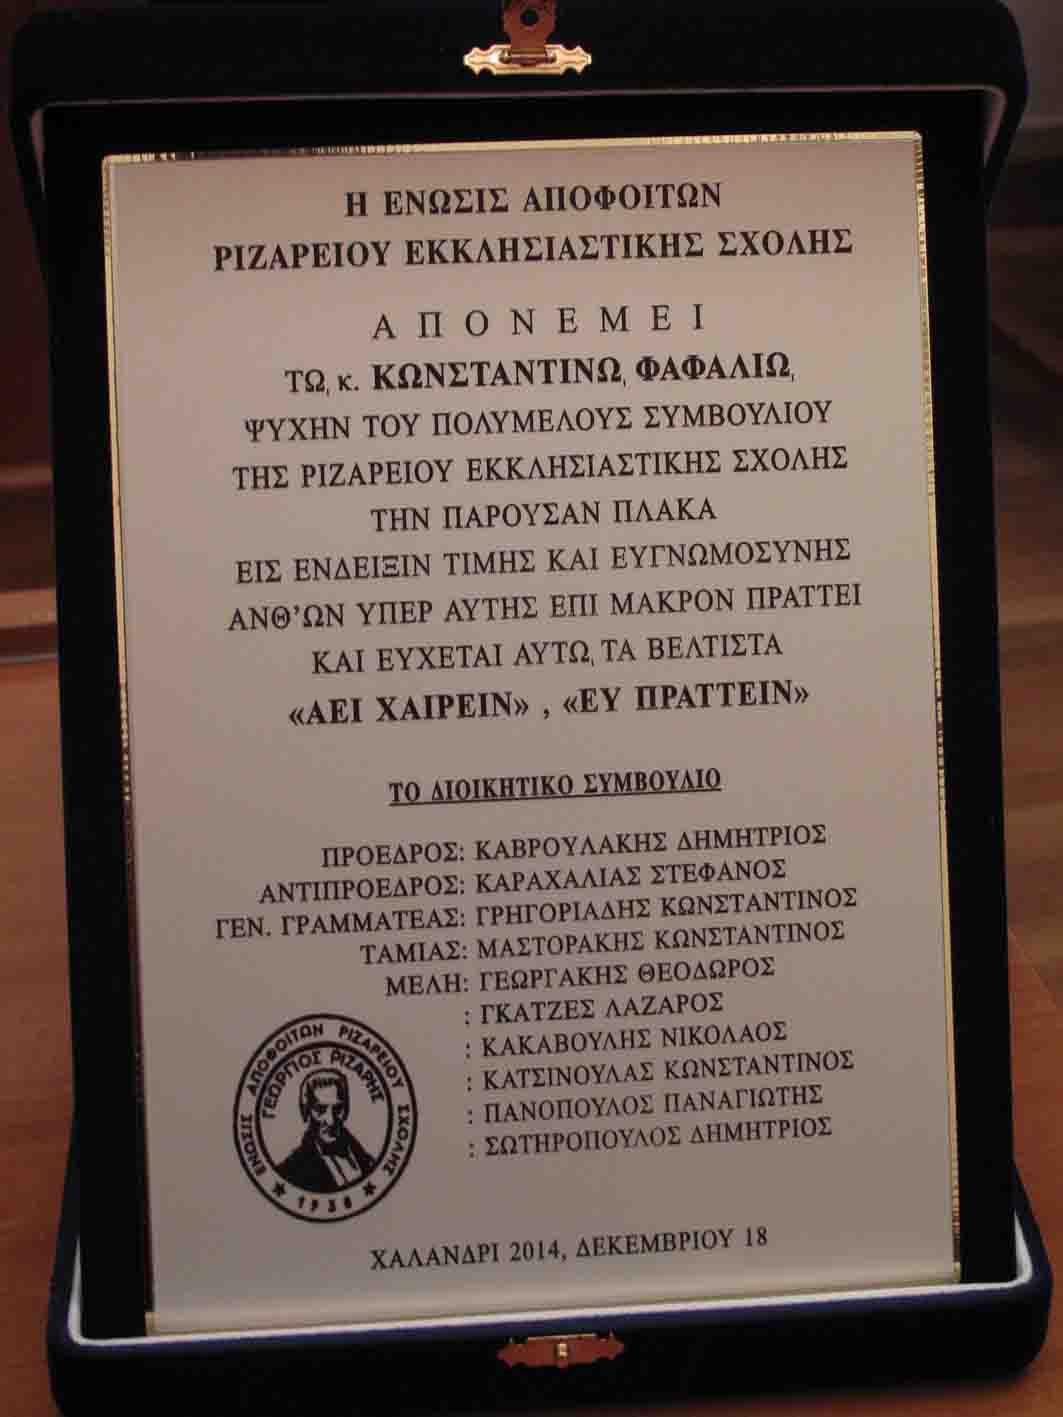 Η ΕΝΩΣΙΣ ΑΠΟΦΟΙΤΩΝ
ΡΙΖΑΡΕΙΟΥ ΕΚΚΛΗΣΙΑΣΤΙΚΗΣ ΣΧΟΛΗΣ
Α Π Ο Ν Ε Μ Ε Ι
ΤΩͺ κ. ΚΩΝΣΤΑΝΤΙΝΩͺ ΦΑΦΑΛΙΩͺ
ΨΥΧΗΝ ΤΟΥ ΠΟΛΥΜΕΛΟΥΣ ΣΥΜΒΟΥΛΙΟΥ
ΤΗΣ ΡΙΖΑΡΕΙΟΥ ΕΚΚΛΗΣΙΑΣΤΙΚΗΣ ΣΧΟΛΗΣ
ΤΗΝ ΠΑΡΟΥΣΑΝ ΠΛΑΚΑ
ΕΙΣ ΕΝΔΕΙΞΙΝ ΤΙΜΗΣ ΚΑΙ ΕΥΓΝΩΜΟΣΥΝΗΣ
ΑΝΘ’ΩΝ ΥΠΕΡ ΑΥΤΗΣ ΕΠΙ ΜΑΚΡΟΝ ΠΡΑΤΤΕΙ
ΚΑΙ ΕΥΧΕΤΑΙ ΑΥΤΩͺ ΤΑ ΒΕΛΤΙΣΤΑ
«ΑΕΙ ΧΑΙΡΕΙΝ» , «ΕΥ ΠΡΑΤΤΕΙΝ»
ΤΟ ΔΙΟΙΚΗΤΙΚΟ ΣΥΜΒΟΥΛΙΟ
ΠΡΟΕΔΡΟΣ: ΚΑΒΡΟΥΛΑΚΗΣ ΔΗΜΗΤΡΙΟΣ
ΑΝΤΙΠΡΟΕΔΡΟΣ: ΚΑΡΑΧΑΛΙΑΣ ΣΤΕΦΑΝΟΣ
ΓΕΝ. ΓΡΑΜΜΑΤΕΑΣ: ΓΡΗΓΟΡΙΑΔΗΣ ΚΩΝΣΤΑΝΤΙΝΟΣ
ΤΑΜΙΑΣ: ΜΑΣΤΟΡΑΚΗΣ ΚΩΝΣΤΑΝΤΙΝΟΣ
ΜΕΛΗ: ΓΕΩΡΓΑΚΗΣ ΘΕΟΔΩΡΟΣ
: ΓΚΑΤΖΕΣ ΛΑΖΑΡΟΣ
: ΚΑΚΑΒΟΥΛΗΣ ΝΙΚΟΛΑΟΣ
: ΚΑΤΣΙΝΟΥΛΑΣ ΚΩΝΣΤΑΝΤΙΝΟΣ
: ΠΑΝΟΠΟΥΛΟΣ ΠΑΝΑΓΙΩΤΗΣ
: ΣΩΤΗΡΟΠΟΥΛΟΣ ΔΗΜΗΤΡΙΟΣ
ΕΝΩΣΙΣ ΑΠΟΦΟΙΤΩΝ ΡΙΖΑΡΕΙΟΥ ΣΧΟΛΗΣ
ΓΕΩΡΓΙΟΣ ΡΙΖΑΡΗΣ
ΧΑΛΑΝΔΡΙ 2014, ΔΕΚΕΜΒΡΙΟΥ 18